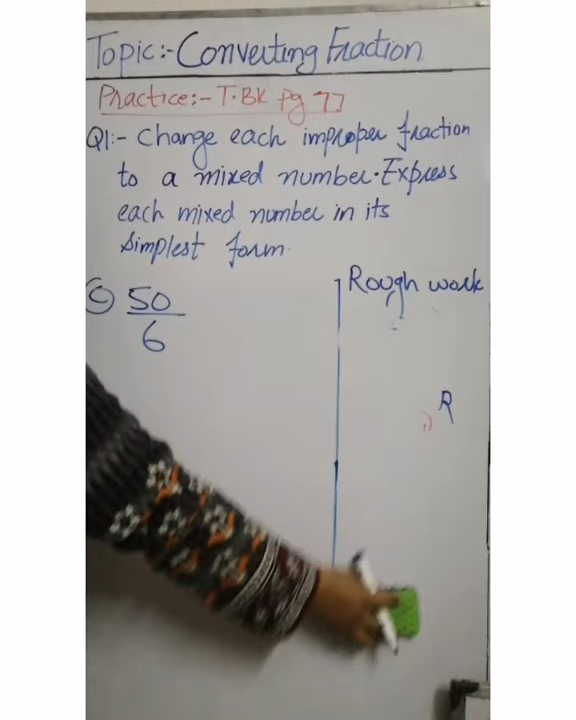 Topic:- Converting Fraction
Practice:- T.BK Pg 77
Q1:- Change each improper fraction
to a mixed number. Express
each mixed number in its
simplest form.
c) 50/6
Rough work
R